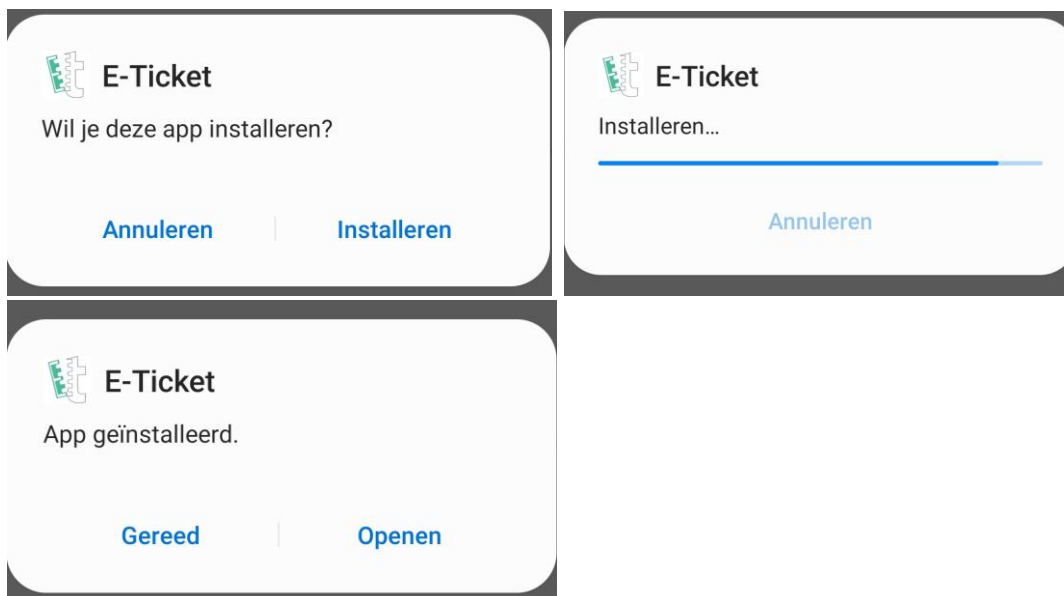 E-Ticket
Wil je deze app installeren?
Annuleren
Installeren
E-Ticket
Installeren...
Annuleren
E-Ticket
App geïnstalleerd.
Gereed
Openen